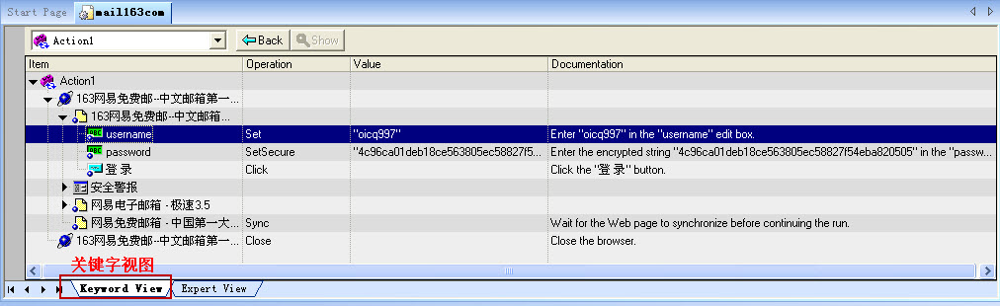 Start Page mail163com
Action1 Back Show
Item Operation Value Documentation
Action1
163网易免费邮--中文邮箱第一...
163网易免费邮--中文邮箱...
username Set "oicq997" Enter "oicq997" in the "username" edit box.
password SetSecure "4c96ca01deb18ce563805ec58827f5... Enter the encrypted string "4c96ca01deb18ce563805ec58827f54eba820505" in the "passw...
登 录 Click Click the "登 录" button.
安全警报
网易电子邮箱 - 极速3.5
网易免费邮箱 - 中国第一大... Sync Wait for the Web page to synchronize before continuing the run.
163网易免费邮--中文邮箱第一... Close Close the browser.
关键字视图
Keyword View Expert View